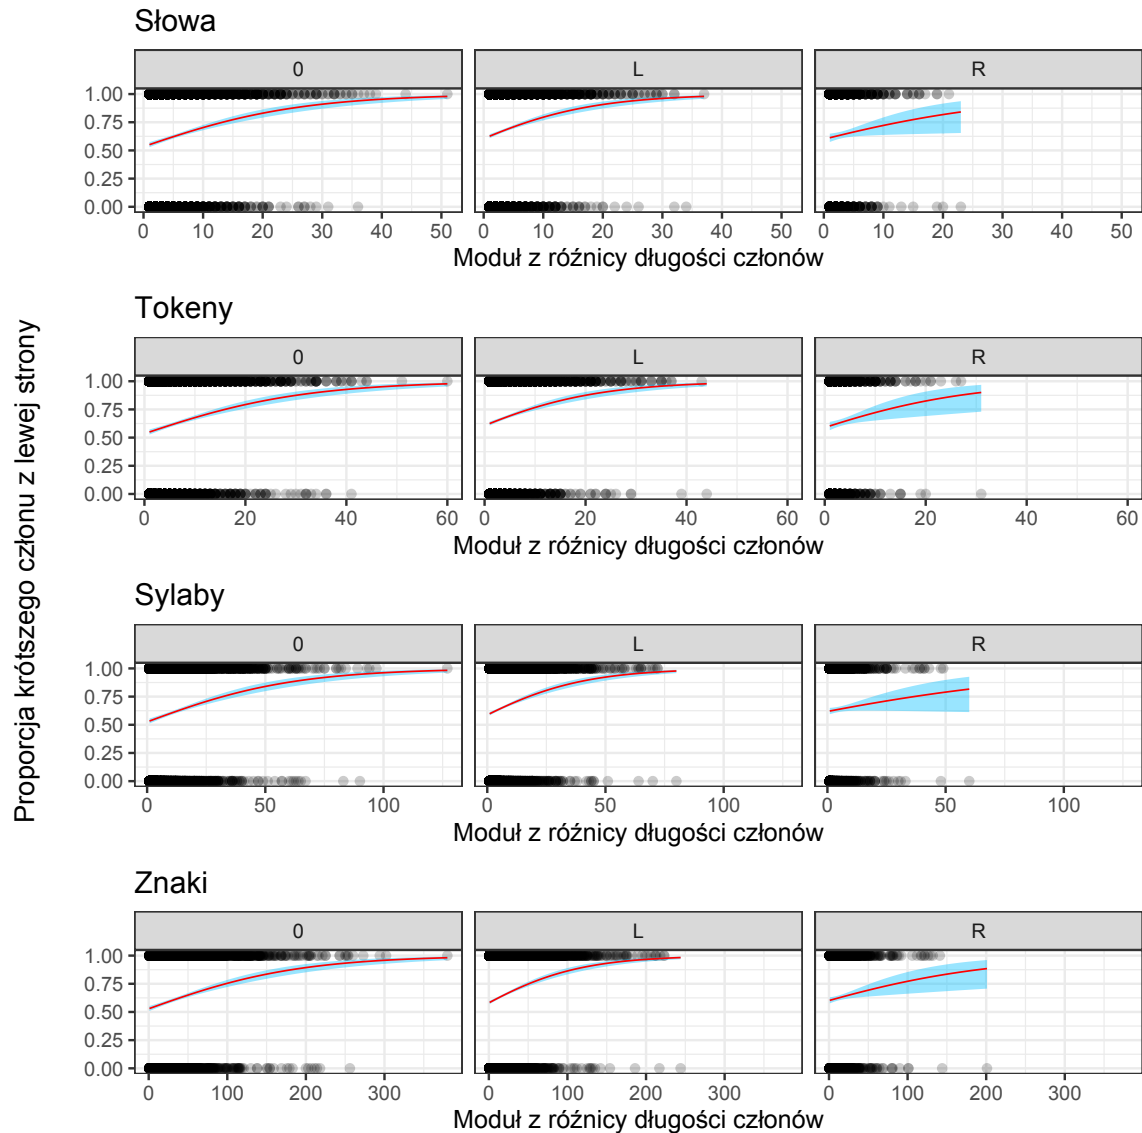 Słowa
0 L R
1.00
0.75
0.50
0.25
0.00
0 10 20 30 40 50 0 10 20 30 40 50 0 10 20 30 40 50
Moduł z różnicy długości członów
Proporcja krótszego członu z lewej strony
Tokeny
0 L R
1.00
0.75
0.50
0.25
0.00
0 20 40 60 0 20 40 60 0 20 40 60
Moduł z różnicy długości członów
Sylaby
0 L R
1.00
0.75
0.50
0.25
0.00
0 50 100 0 50 100 0 50 100
Moduł z różnicy długości członów
Znaki
0 L R
1.00
0.75
0.50
0.25
0.00
0 100 200 300 0 100 200 300 0 100 200 300
Moduł z różnicy długości członów